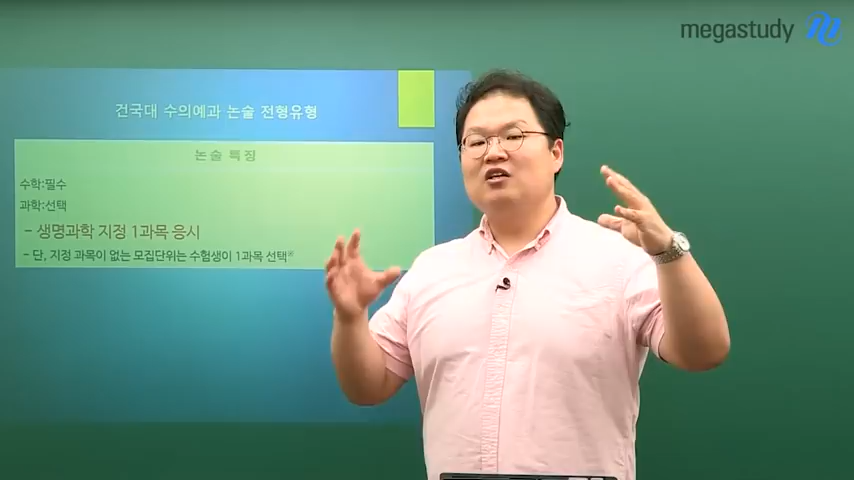 megastudy
건국대 수의예과 논술 전형유형
논술 특징
수학:필수
과학:선택
- 생명과학 지정 1과목 응시
- 단, 지정 과목이 없는 모집단위는 수험생이 1과목 선택※